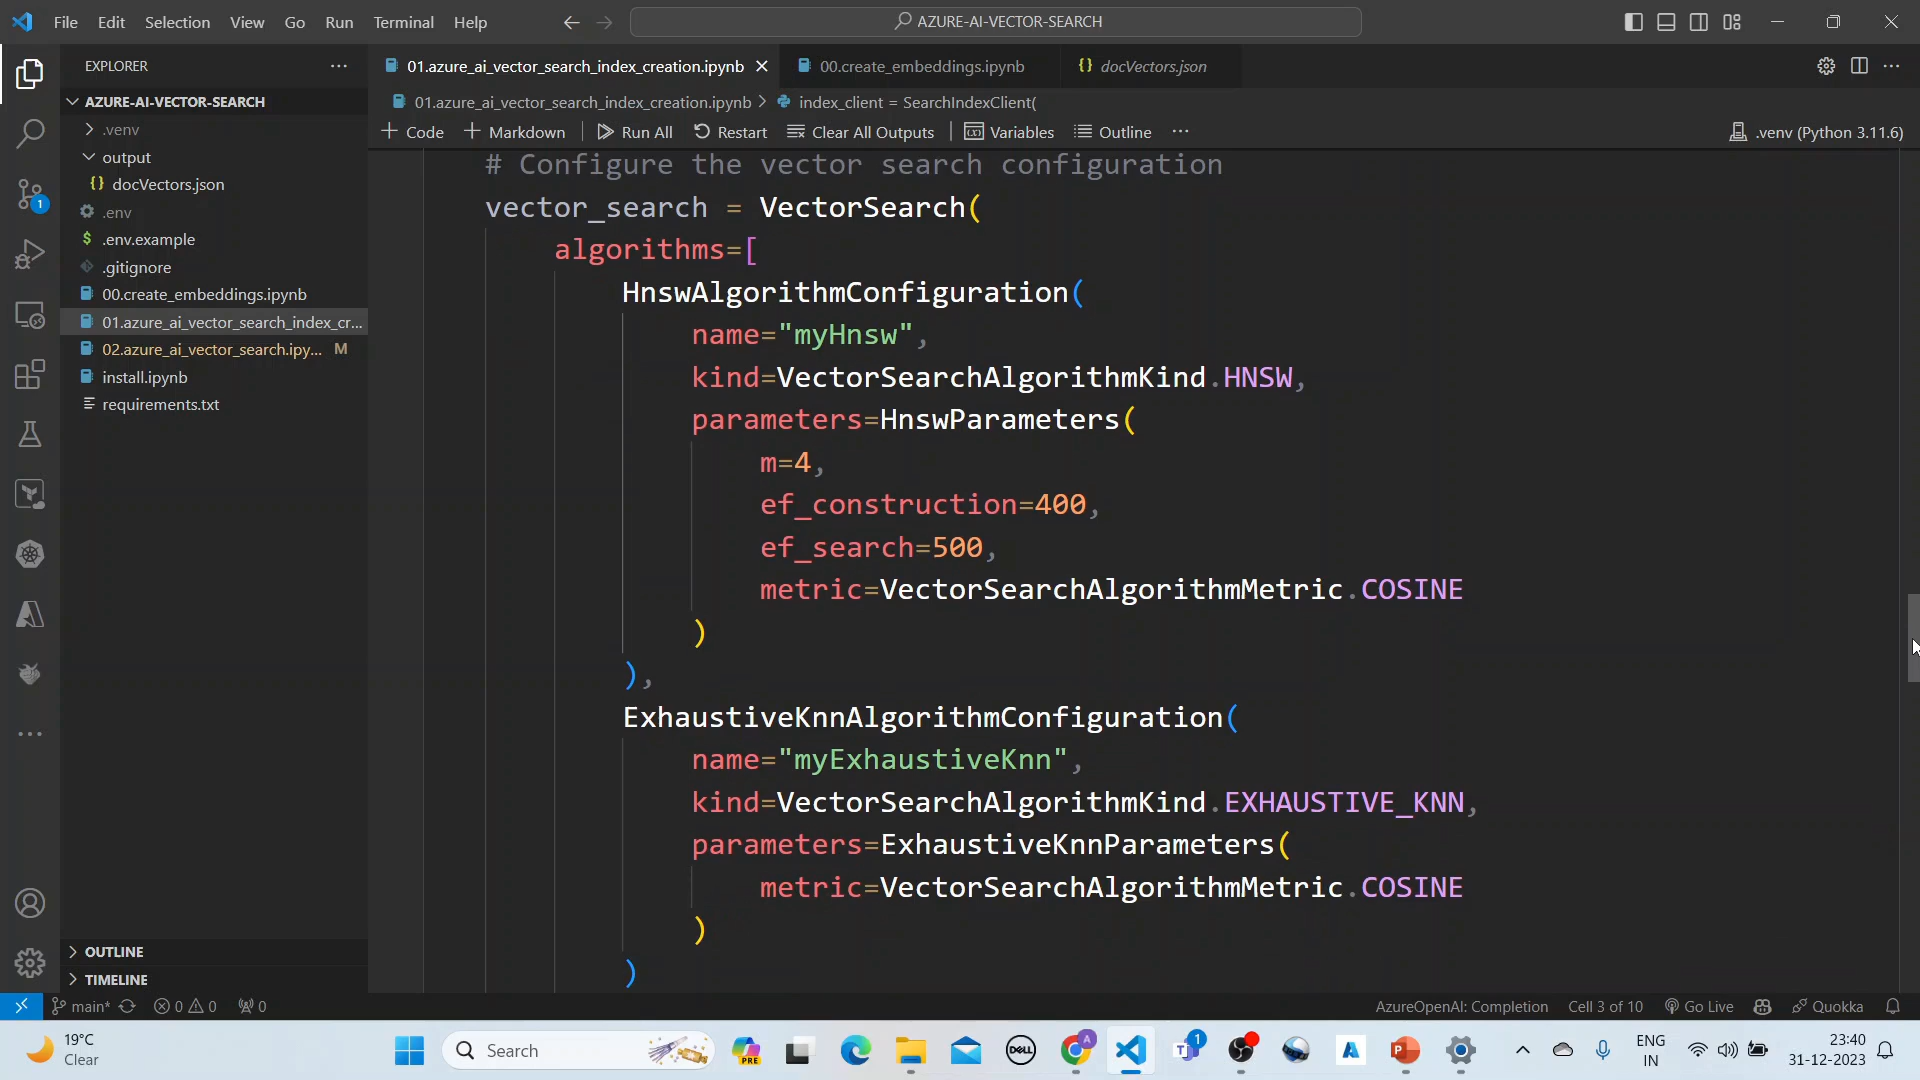 File Edit Selection View Go Run Terminal Help
AZURE-AI-VECTOR-SEARCH
EXPLORER
AZURE-AI-VECTOR-SEARCH
.venv
output
docVectors.json
.env
.env.example
.gitignore
00.create_embeddings.ipynb
01.azure_ai_vector_search_index_cr...
02.azure_ai_vector_search.ipy... M
install.ipynb
requirements.txt
OUTLINE
TIMELINE
01.azure_ai_vector_search_index_creation.ipynb 00.create_embeddings.ipynb docVectors.json
01.azure_ai_vector_search_index_creation.ipynb > index_client = SearchIndexClient(
+ Code + Markdown Run All Restart Clear All Outputs Variables Outline ... .venv (Python 3.11.6)
# Configure the vector search configuration
vector_search = VectorSearch(
algorithms=[
HnswAlgorithmConfiguration(
name="myHnsw",
kind=VectorSearchAlgorithmKind.HNSW,
parameters=HnswParameters(
m=4,
ef_construction=400,
ef_search=500,
metric=VectorSearchAlgorithmMetric.COSINE
)
),
ExhaustiveKnnAlgorithmConfiguration(
name="myExhaustiveKnn",
kind=VectorSearchAlgorithmKind.EXHAUSTIVE_KNN,
parameters=ExhaustiveKnnParameters(
metric=VectorSearchAlgorithmMetric.COSINE
)
)
1
main* 0 0 0 AzureOpenAI: Completion Cell 3 of 10 Go Live Quokka
19°C
Clear
Search
PRE
DELL
A
1
ENG
IN
23:40
31-12-2023